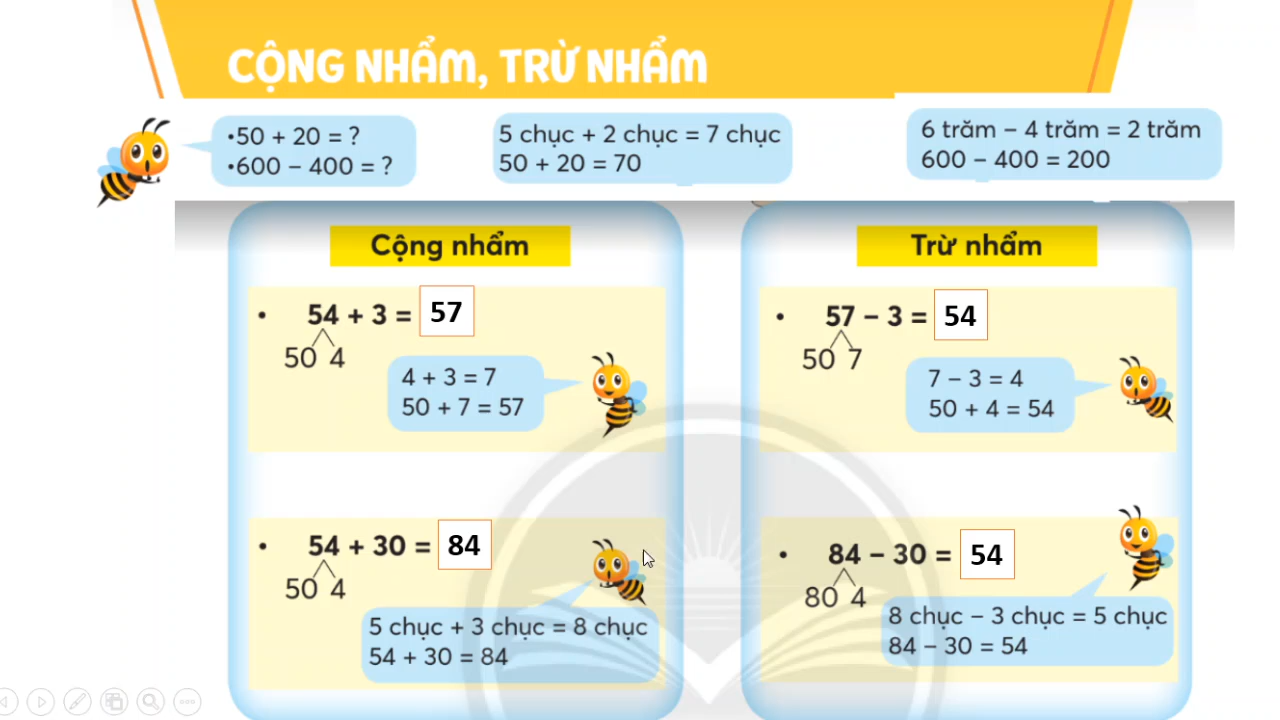 CỘNG NHẨM, TRỪ NHẨM
•50 + 20 = ?
•600 – 400 = ?
5 chục + 2 chục = 7 chục
50 + 20 = 70
6 trăm – 4 trăm = 2 trăm
600 – 400 = 200
Cộng nhẩm
• 54 + 3 = 57
50 4
4 + 3 = 7
50 + 7 = 57
• 54 + 30 = 84
50 4
5 chục + 3 chục = 8 chục
54 + 30 = 84
Trừ nhẩm
• 57 – 3 = 54
50 7
7 – 3 = 4
50 + 4 = 54
• 84 – 30 = 54
80 4
8 chục – 3 chục = 5 chục
84 – 30 = 54